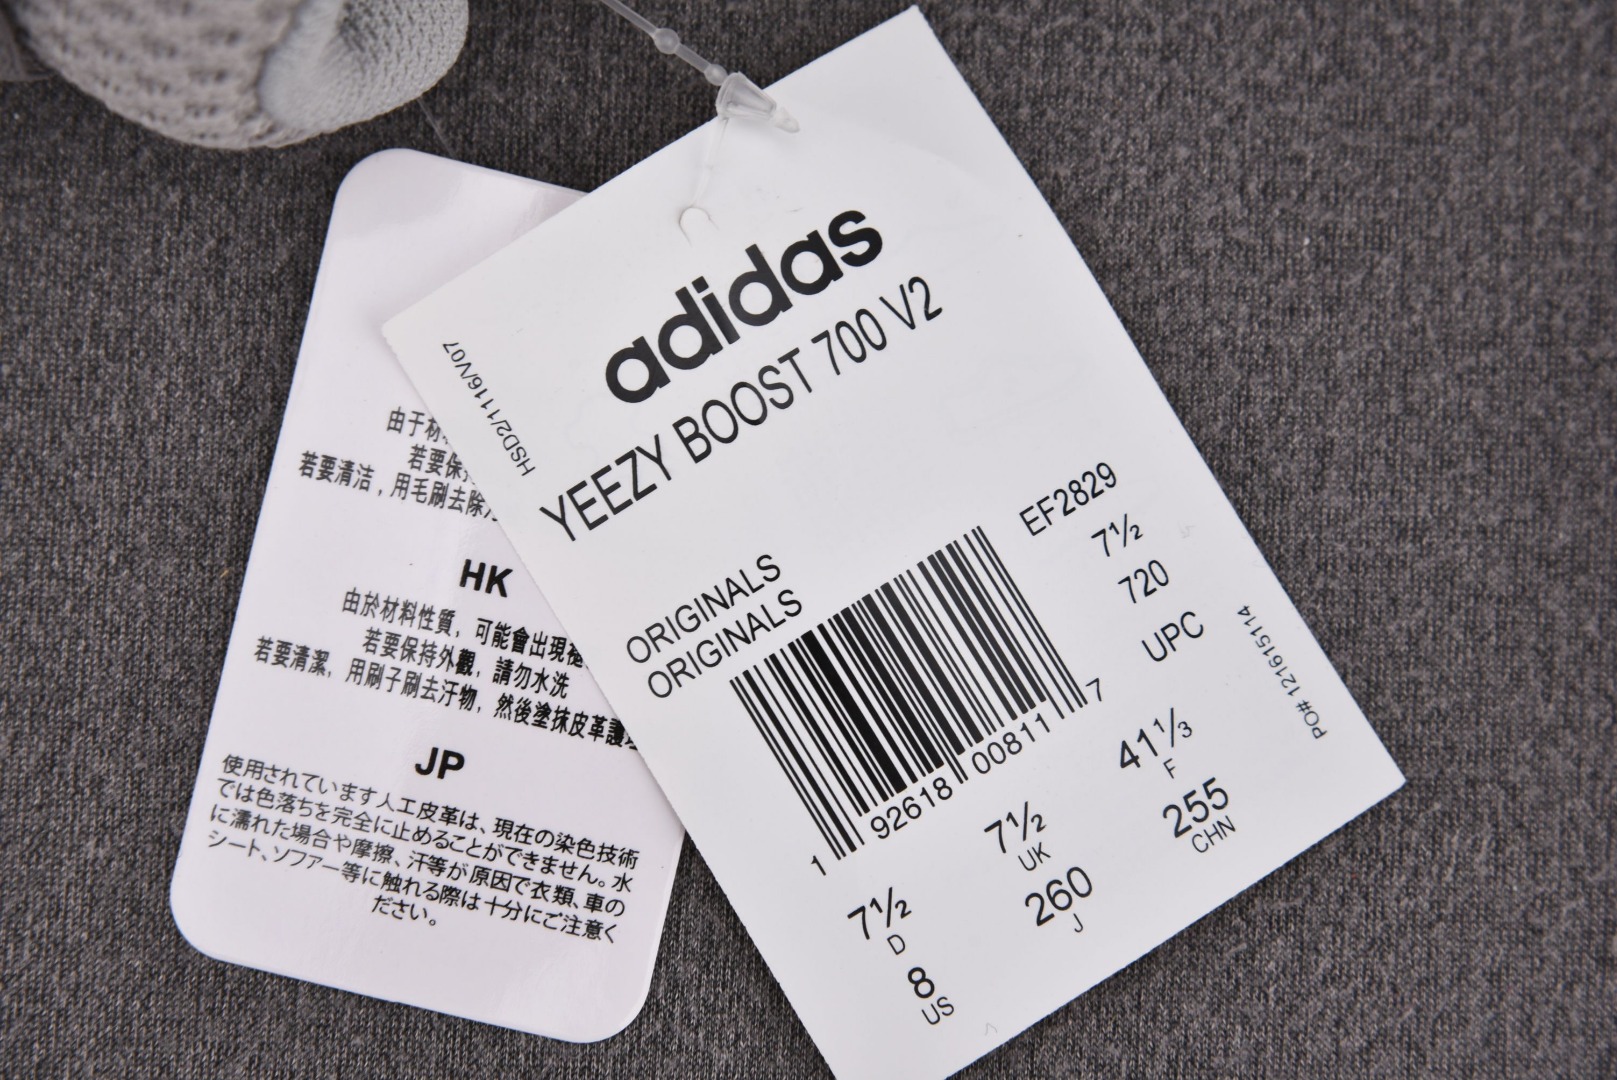 adidas
YEEZY BOOST 700 V2
HSD2/1116/V07
ORIGINALS
ORIGINALS
EF2829
7½
720
UPC
1 92618 00811 7
PO# 121615114
7½ 7½ 41⅓
D UK F
8 260 255
US J CHN
由于材
若要保
若要清洁，用毛刷去除
HK
由於材料性質，可能會出現
若要保持外觀，請勿水洗
若要清潔，用刷子刷去汙物，然後塗抹皮革護
JP
使用されています人工皮革は、現在の染色技術
では色落ちを完全に止めることができません。水
に濡れた場合や摩擦、汗等が原因で衣類、車の
シート、ソファー等に触れる際は十分にご注意く
ださい。